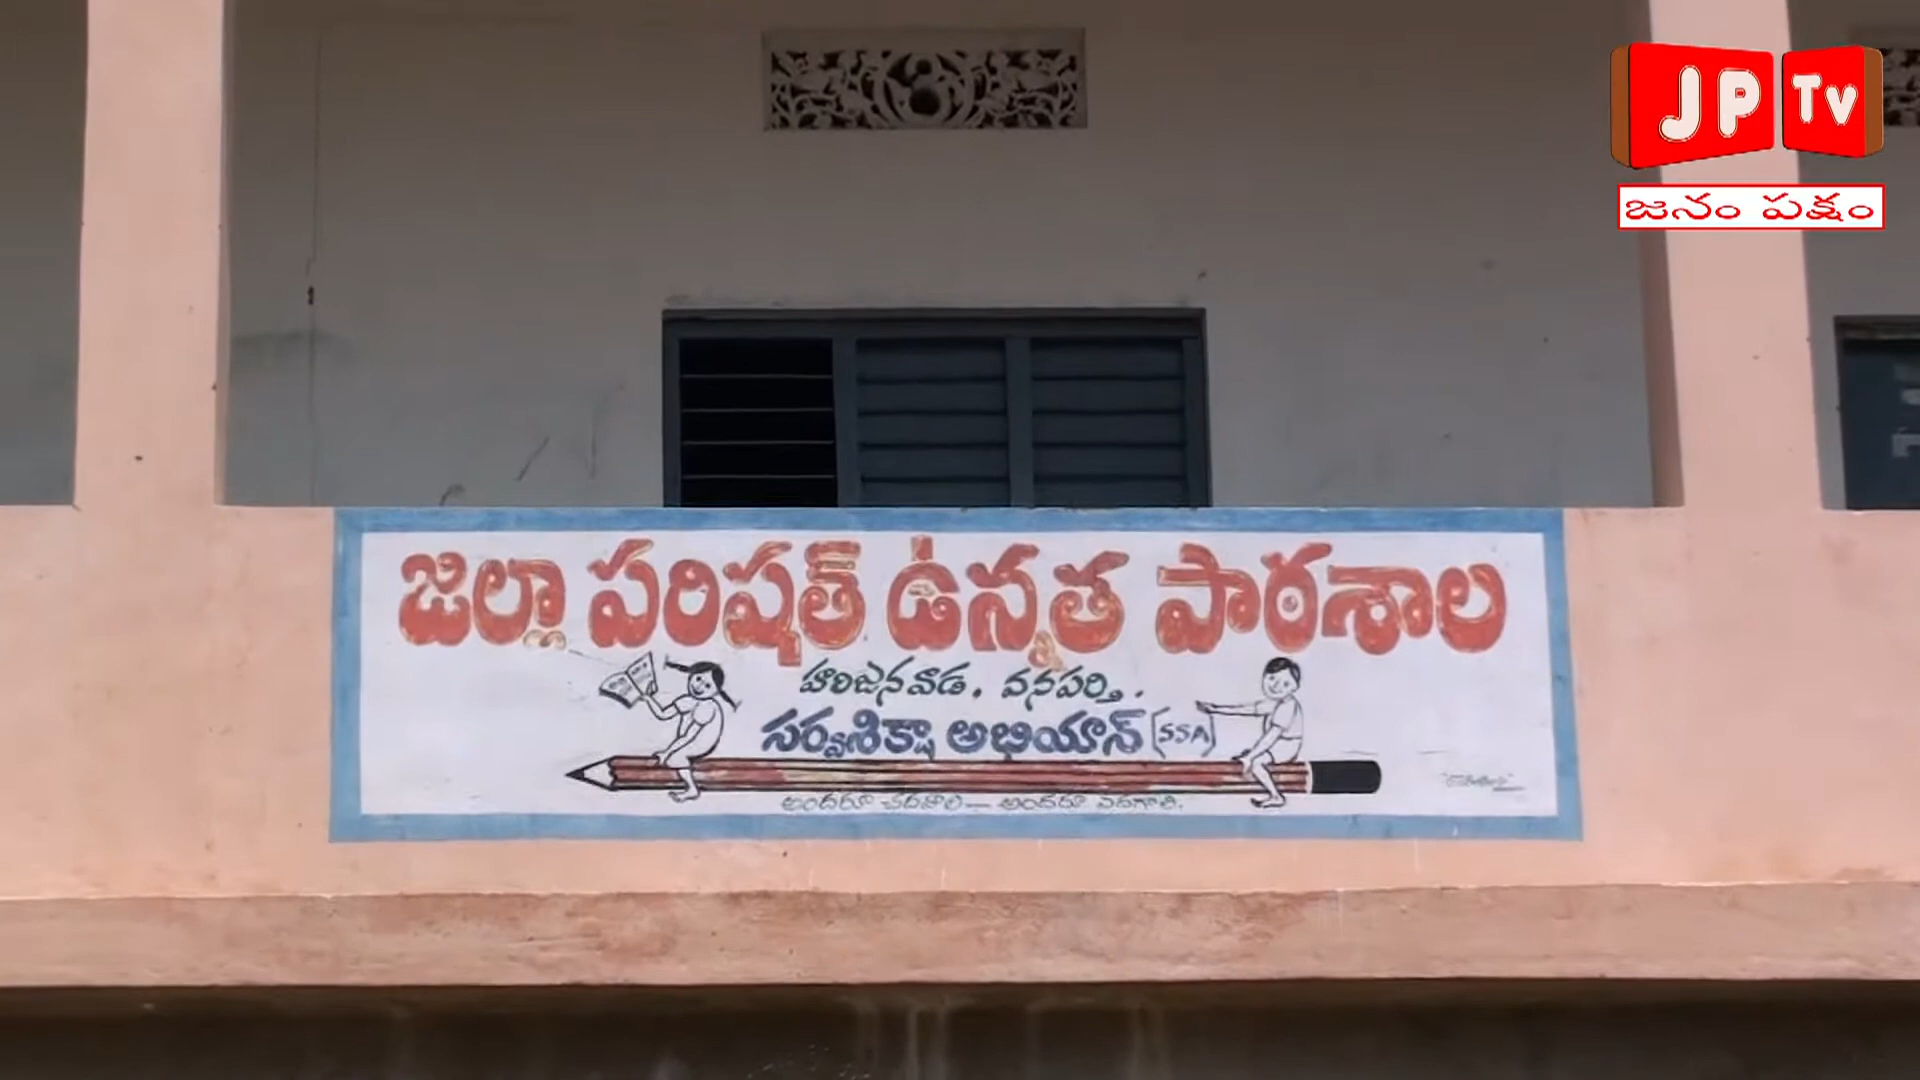 JP Tv
జనం పక్షం
జిల్లా పరిషత్ ఉన్నత పాఠశాల
హరిజనవాడ. వనపర్తి.
సర్వశిక్షా అభియాన్ (SSA)
అందరూ చదవాలి — అందరూ ఎదగాలి.